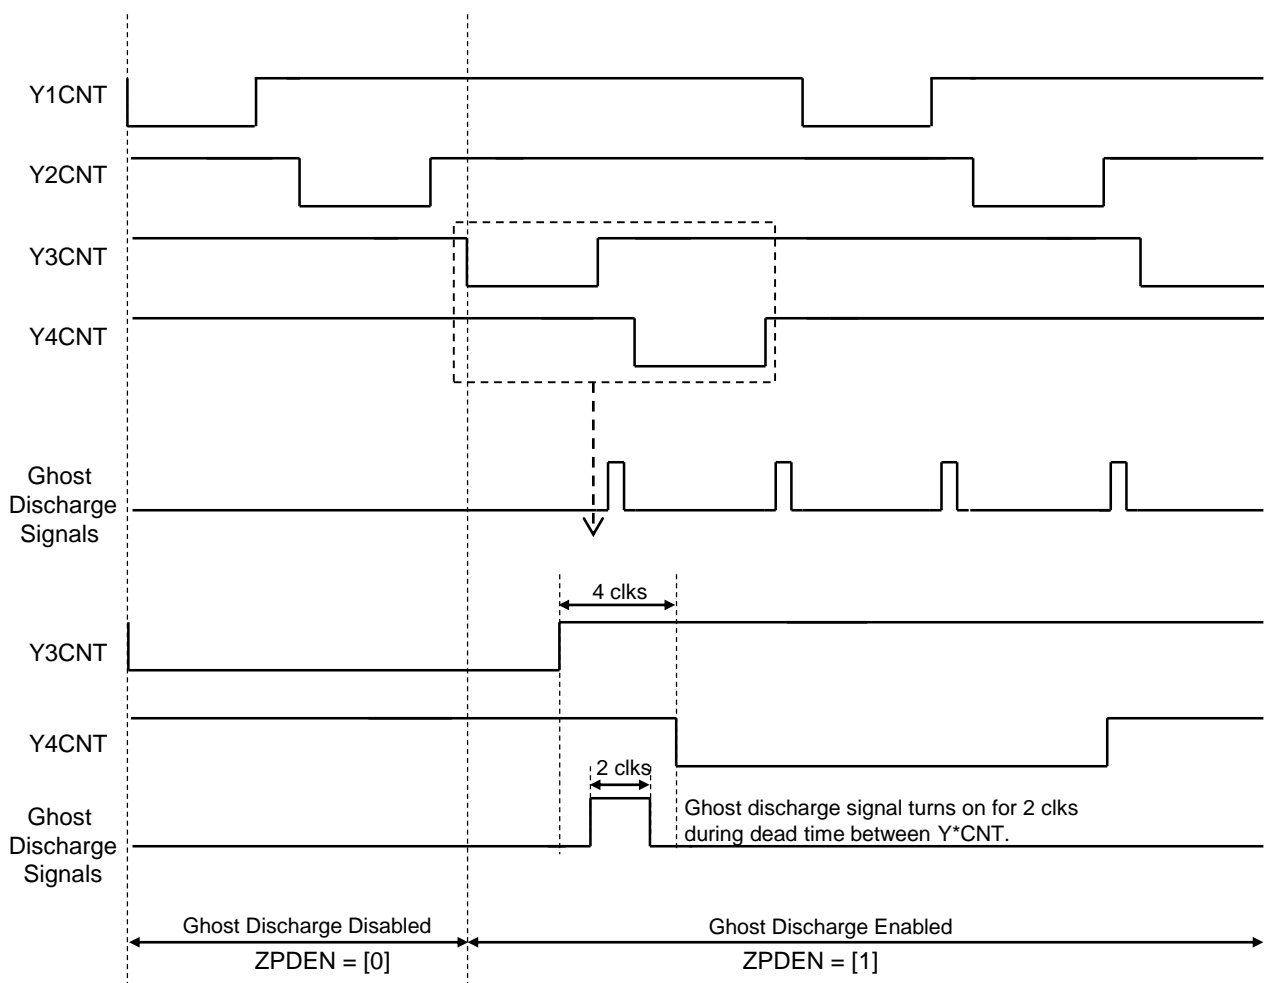 Y1CNT
Y2CNT
Y3CNT
Y4CNT
Ghost
Discharge
Signals
4 clks
Y3CNT
Y4CNT
2 clks
Ghost discharge signal turns on for 2 clks
during dead time between Y*CNT.
Ghost
Discharge
Signals
Ghost Discharge Disabled
Ghost Discharge Enabled
ZPDEN = [0]
ZPDEN = [1]